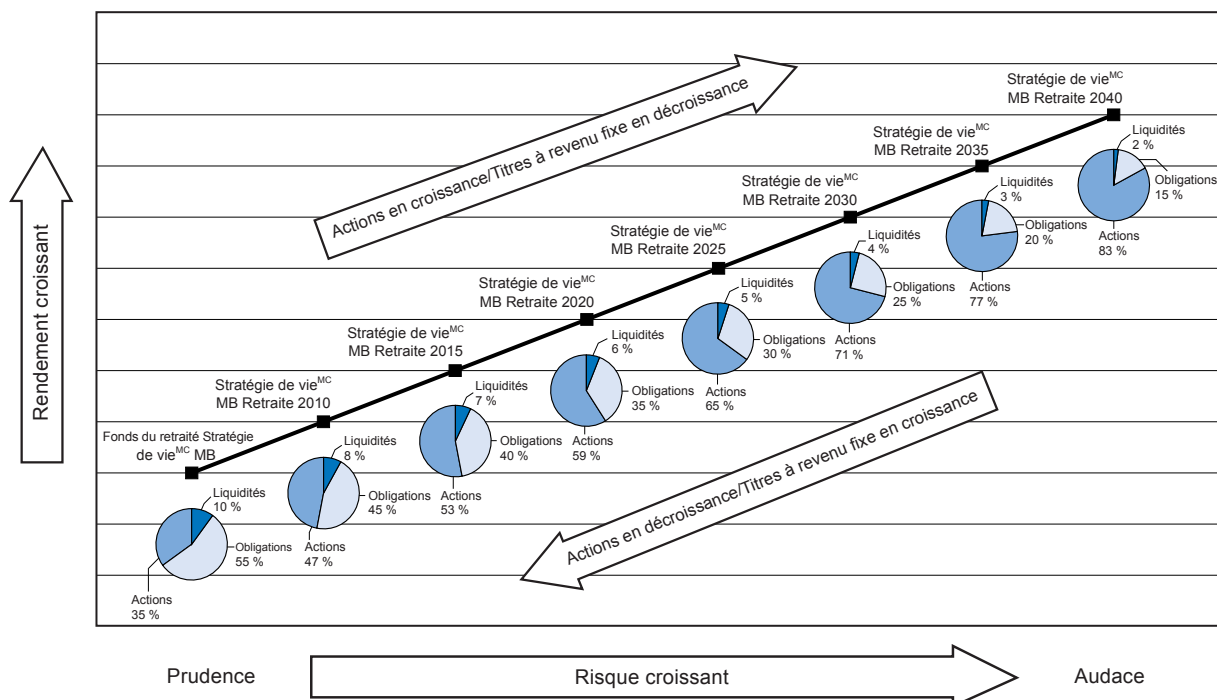 Rendement croissant
Actions en croissance/Titres à revenu fixe en décroissance
Stratégie de vieMC
MB Retraite 2040
Liquidités
2 %
Obligations
15 %
Actions
83 %
Stratégie de vieMC
MB Retraite 2035
Liquidités
3 %
Obligations
20 %
Actions
77 %
Stratégie de vieMC
MB Retraite 2030
Liquidités
4 %
Obligations
25 %
Actions
71 %
Stratégie de vieMC
MB Retraite 2025
Liquidités
5 %
Obligations
30 %
Actions
65 %
Stratégie de vieMC
MB Retraite 2020
Liquidités
6 %
Obligations
35 %
Actions
59 %
Stratégie de vieMC
MB Retraite 2015
Liquidités
7 %
Obligations
40 %
Actions
53 %
Stratégie de vieMC
MB Retraite 2010
Liquidités
8 %
Obligations
45 %
Actions
47 %
Fonds du retraité Stratégie
de vieMC MB
Liquidités
10 %
Obligations
55 %
Actions
35 %
Actions en décroissance/Titres à revenu fixe en croissance
Prudence
Risque croissant
Audace